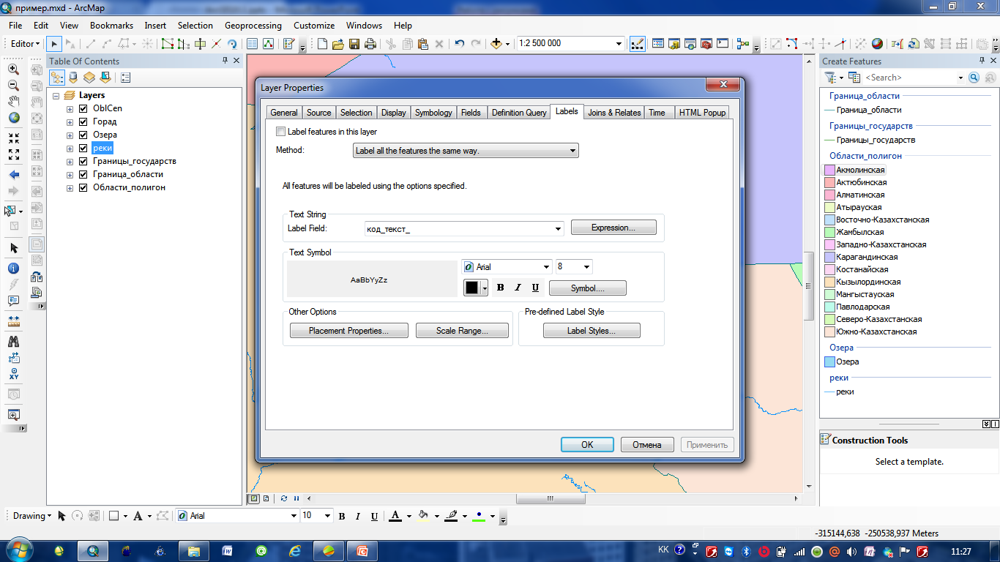 пример.mxd - ArcMap
File Edit View Bookmarks Insert Selection Geoprocessing Customize Windows Help
Editor 1:2 500 000
Table Of Contents
Layers
OblCen
Горад
Озера
реки
Границы_государств
Граница_области
Области_полигон
Layer Properties
General Source Selection Display Symbology Fields Definition Query Labels Joins & Relates Time HTML Popup
Label features in this layer
Method: Label all the features the same way.
All features will be labeled using the options specified.
Text String
Label Field: код_текст_ Expression...
Text Symbol
AaBbYyZz
Arial 8
B I U Symbol....
Other Options
Placement Properties... Scale Range...
Pre-defined Label Style
Label Styles...
OK Отмена Применить
Create Features
<Search>
Граница_области
Граница_области
Границы_государств
Границы_государств
Области_полигон
Акмолинская
Актюбинская
Алматинская
Атырауская
Восточно-Казахстанская
Жамбылская
Западно-Казахстанская
Карагандинская
Костанайская
Кызылординская
Мангыстауская
Павлодарская
Северо-Казахстанская
Южно-Казахстанская
Озера
Озера
реки
реки
Construction Tools
Select a template.
Drawing A Arial 10 B I U A
-315144,638 -250538,937 Meters
KK 11:27